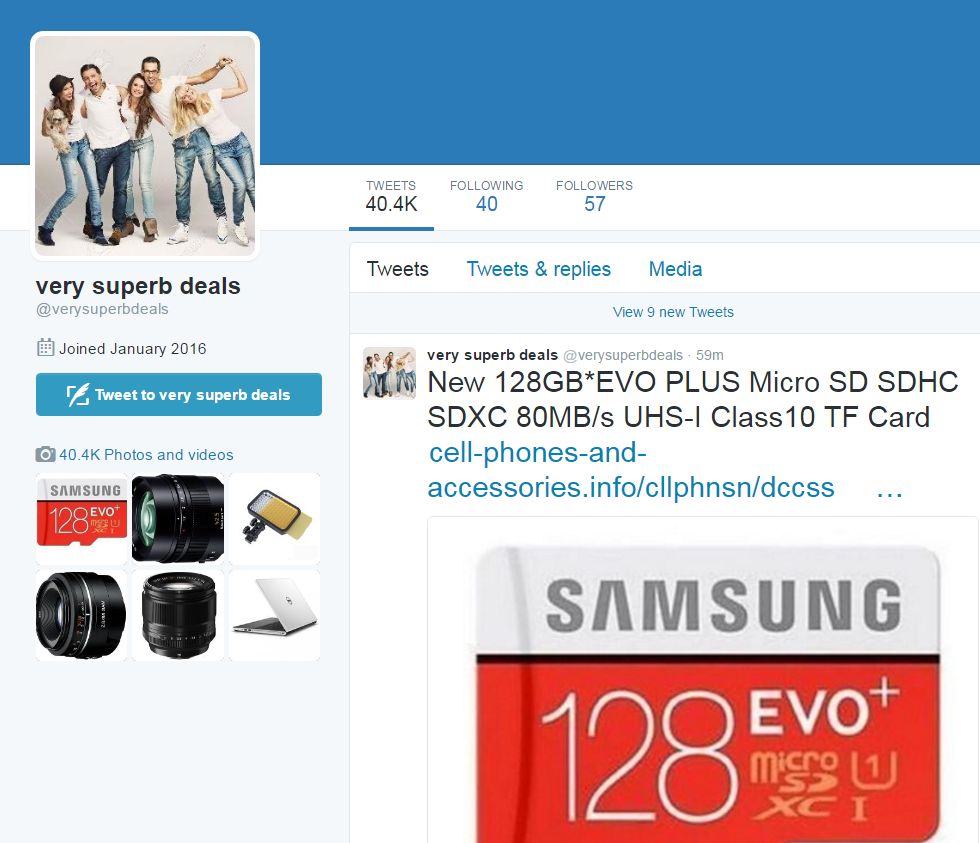 TWEETS FOLLOWING FOLLOWERS
40.4K 40 57
very superb deals
@verysuperbdeals
Joined January 2016
Tweet to very superb deals
40.4K Photos and videos
SAMSUNG
128 EVO+
micro SD XC I U1
Tweets Tweets & replies Media
View 9 new Tweets
very superb deals @verysuperbdeals · 59m
New 128GB*EVO PLUS Micro SD SDHC
SDXC 80MB/s UHS-I Class10 TF Card
cell-phones-and-
accessories.info/cllphnsn/dccss …
SAMSUNG
128 EVO+
micro SD XC I U1